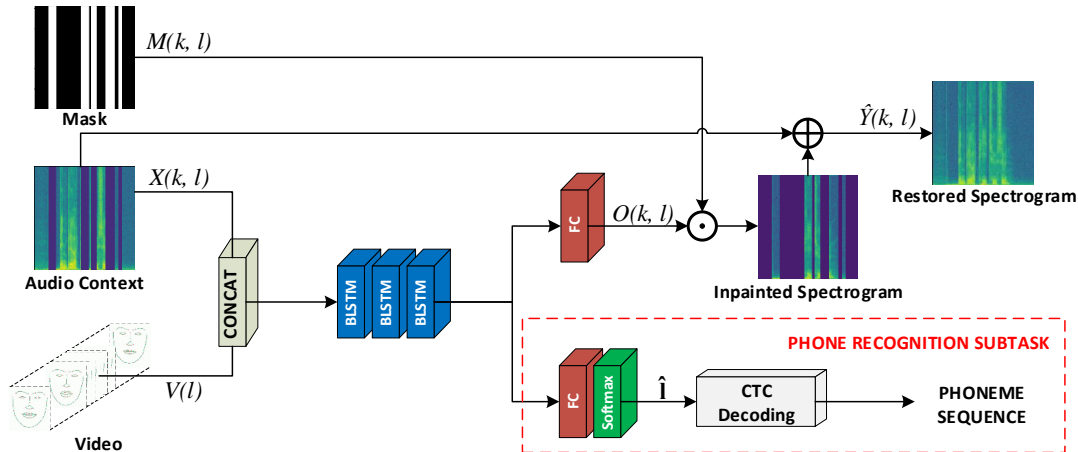 M(k, l)
Mask
Ŷ(k, l)
X(k, l)
Restored Spectrogram
FC
O(k, l)
Audio Context
CONCAT
BLSTM
BLSTM
BLSTM
Inpainted Spectrogram
V(l)
Video
PHONE RECOGNITION SUBTASK
FC
Softmax
l̂
CTC
Decoding
PHONEME
SEQUENCE